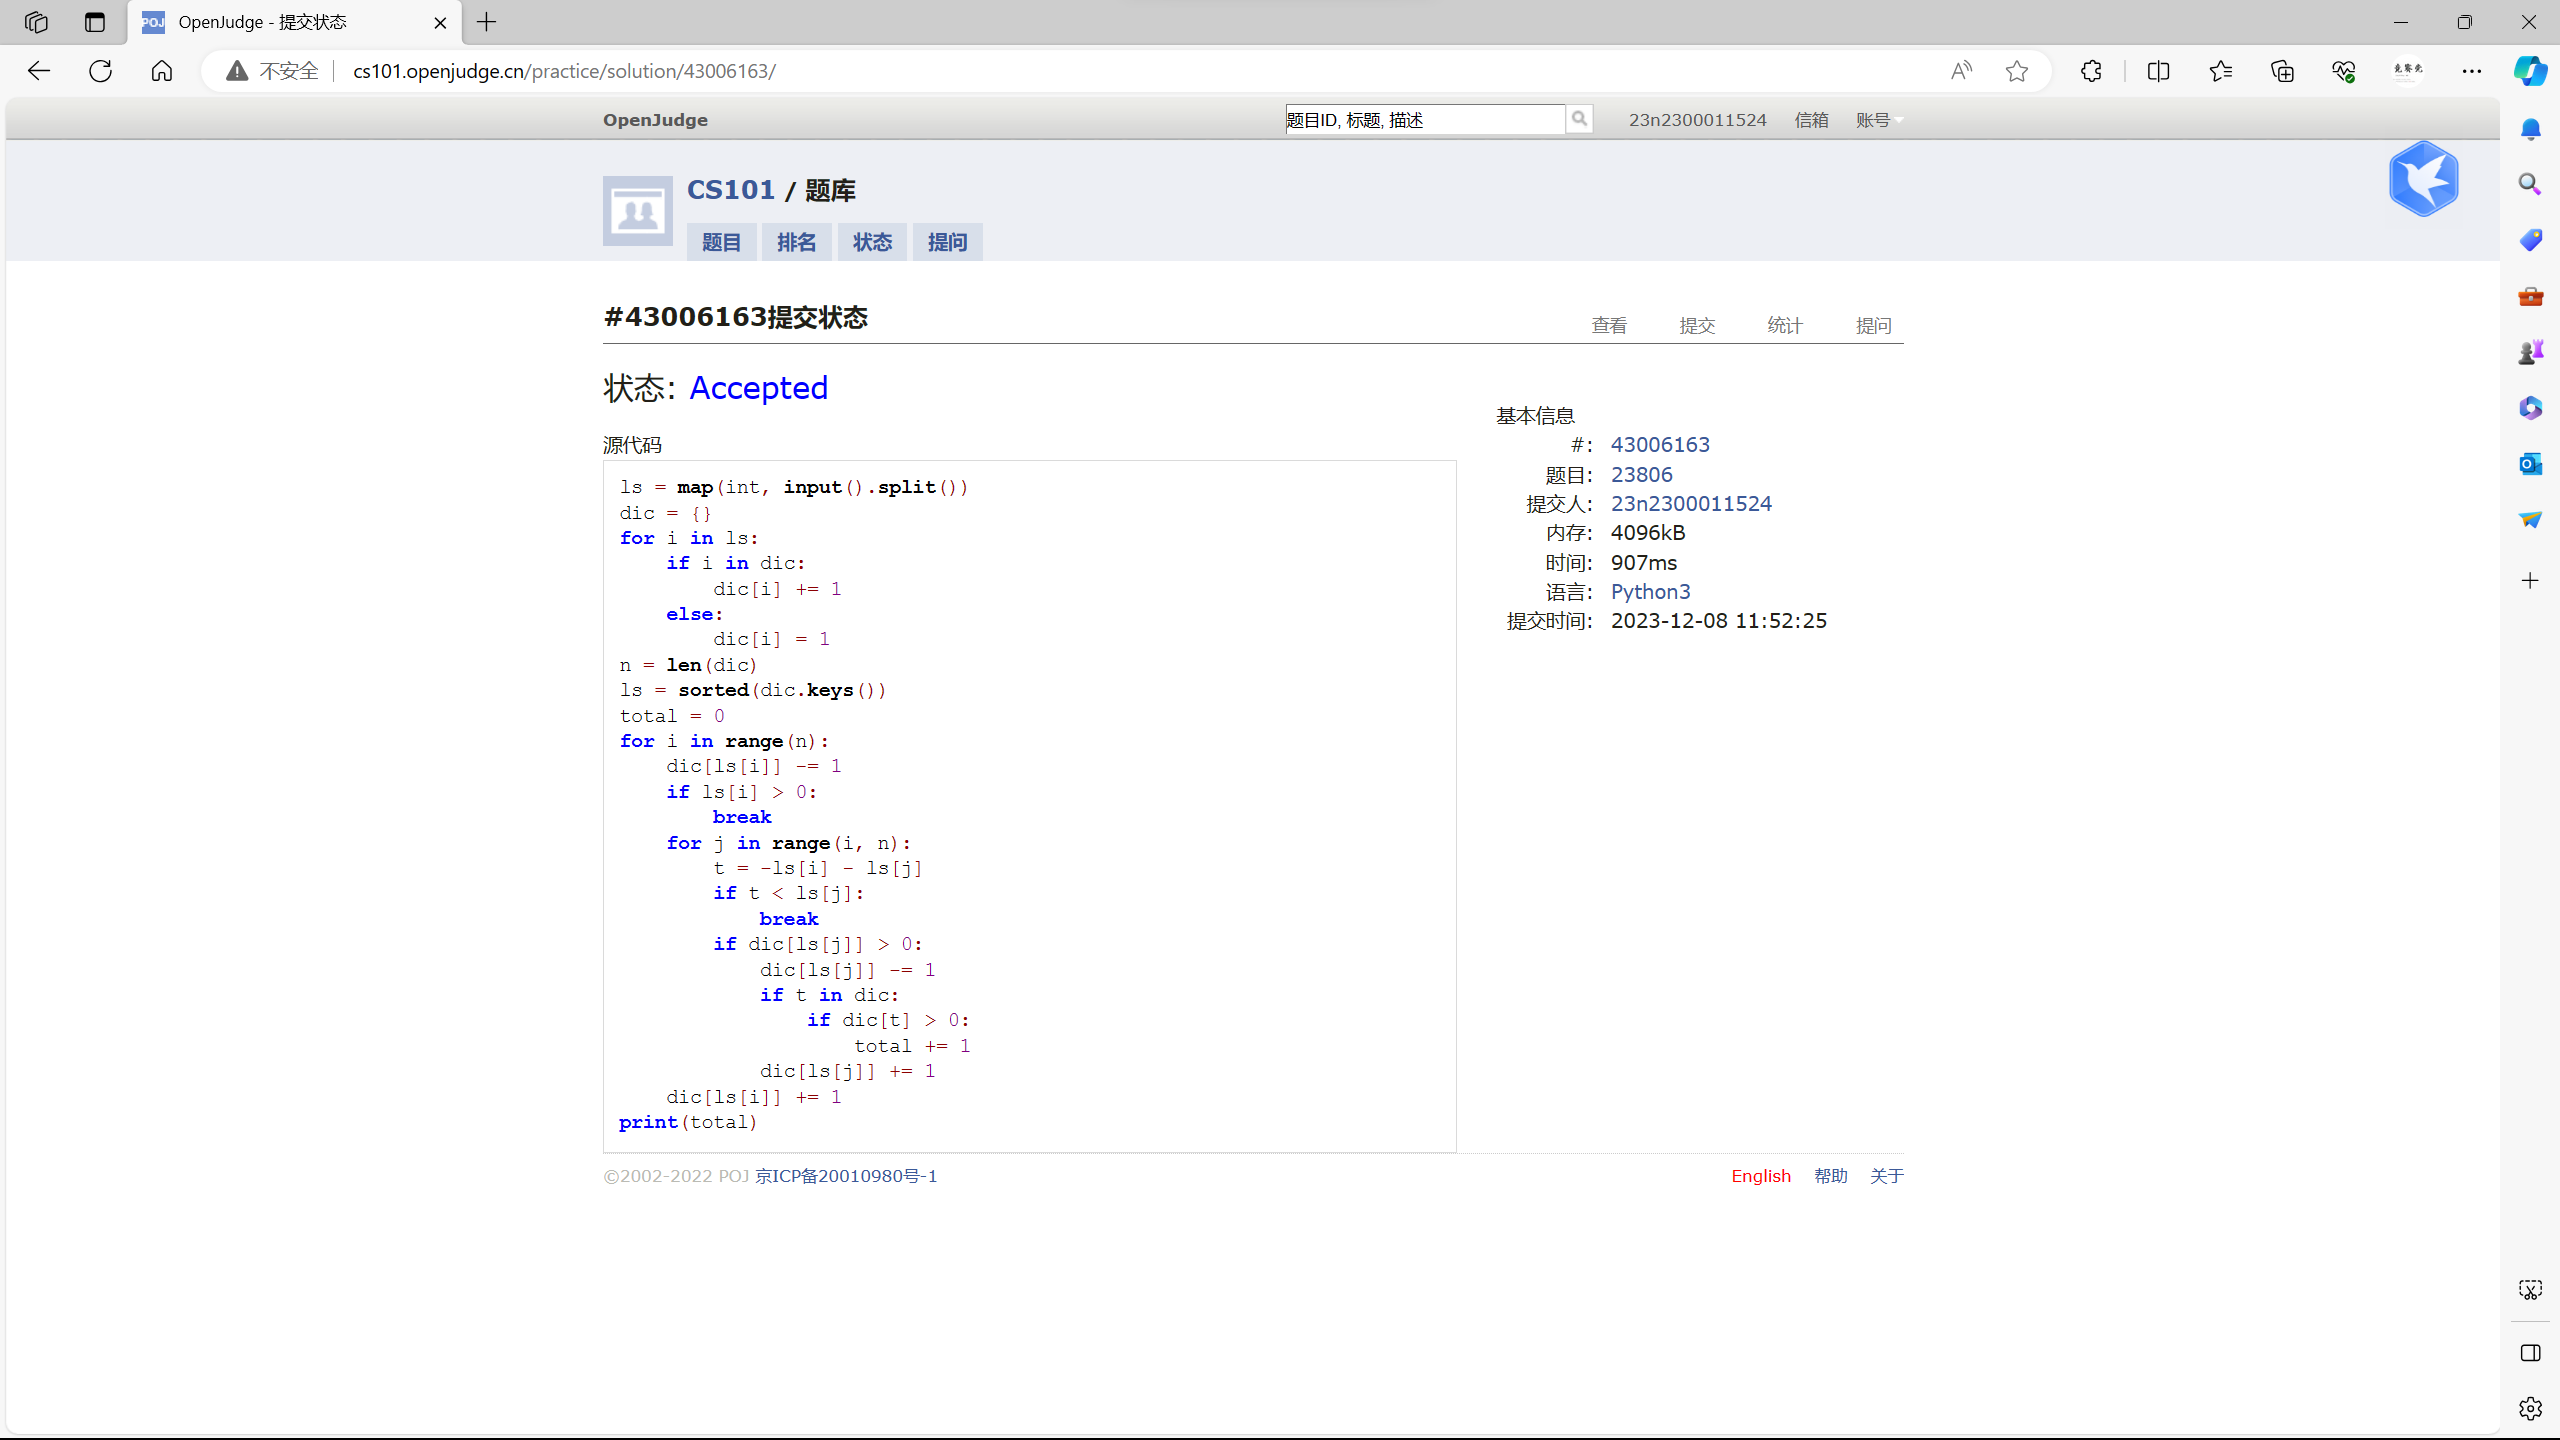 POJ OpenJudge - 提交状态
不安全 cs101.openjudge.cn/practice/solution/43006163/
OpenJudge 题目ID, 标题, 描述 23n2300011524 信箱 账号
CS101 / 题库
题目 排名 状态 提问
#43006163提交状态 查看 提交 统计 提问
状态: Accepted
源代码
ls = map(int, input().split())
dic = {}
for i in ls:
    if i in dic:
        dic[i] += 1
    else:
        dic[i] = 1
n = len(dic)
ls = sorted(dic.keys())
total = 0
for i in range(n):
    dic[ls[i]] -= 1
    if ls[i] > 0:
        break
    for j in range(i, n):
        t = -ls[i] - ls[j]
        if t < ls[j]:
            break
        if dic[ls[j]] > 0:
            dic[ls[j]] -= 1
            if t in dic:
                if dic[t] > 0:
                    total += 1
            dic[ls[j]] += 1
    dic[ls[i]] += 1
print(total)
基本信息
#: 43006163
题目: 23806
提交人: 23n2300011524
内存: 4096kB
时间: 907ms
语言: Python3
提交时间: 2023-12-08 11:52:25
©2002-2022 POJ 京ICP备20010980号-1 English 帮助 关于